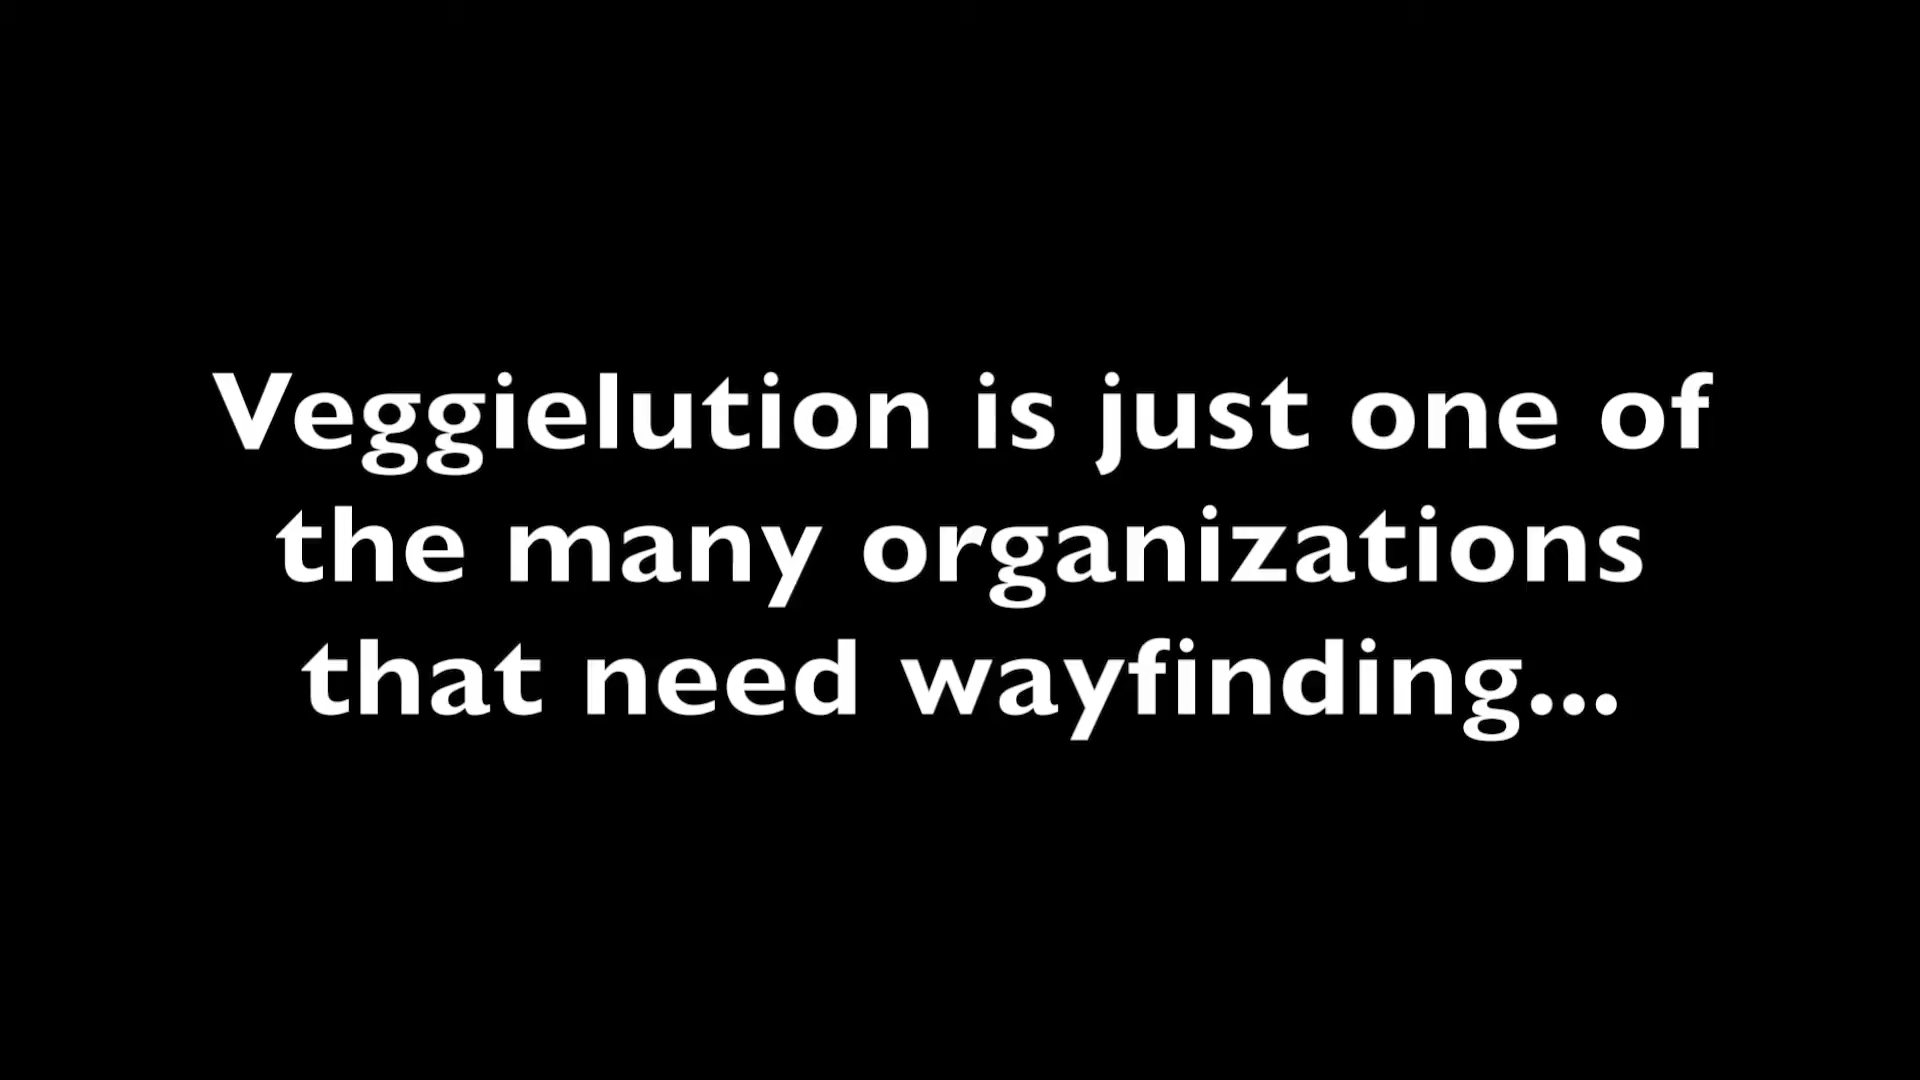 Veggielution is just one of
the many organizations
that need wayfinding...